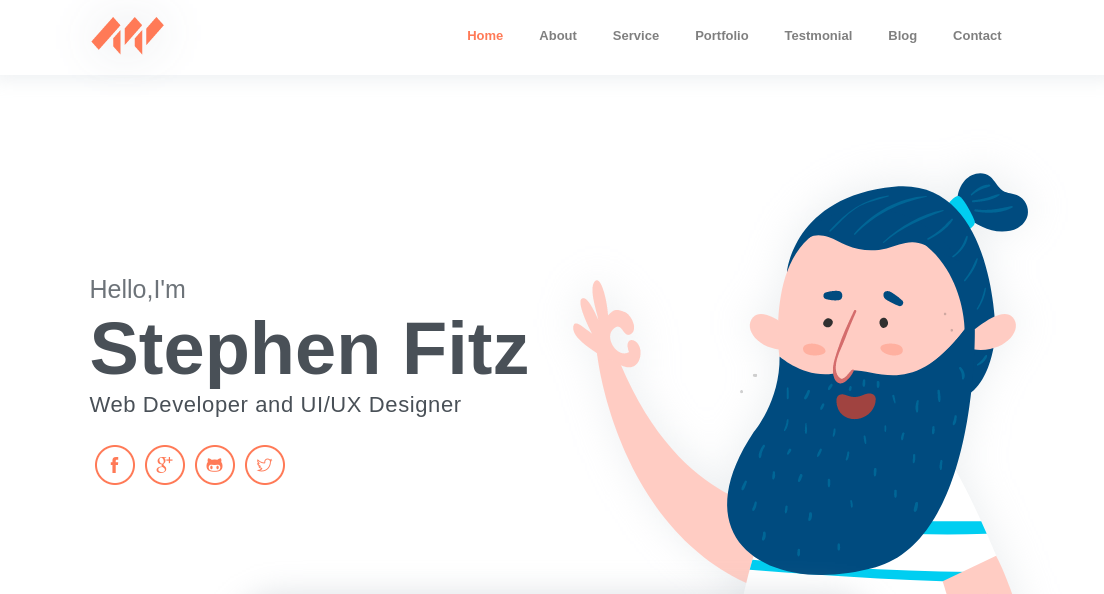 Home About Service Portfolio Testmonial Blog Contact
Hello,I'm
Stephen Fitz
Web Developer and UI/UX Designer